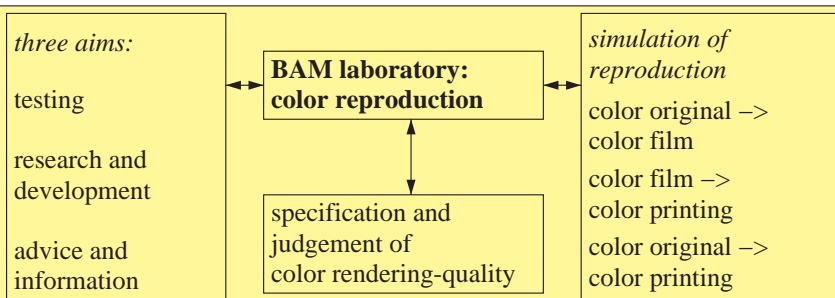 three aims:
testing
research and
development
advice and
information
BAM laboratory:
color reproduction
specification and
judgement of
color rendering-quality
simulation of
reproduction
color original –>
color film
color film –>
color printing
color original –>
color printing